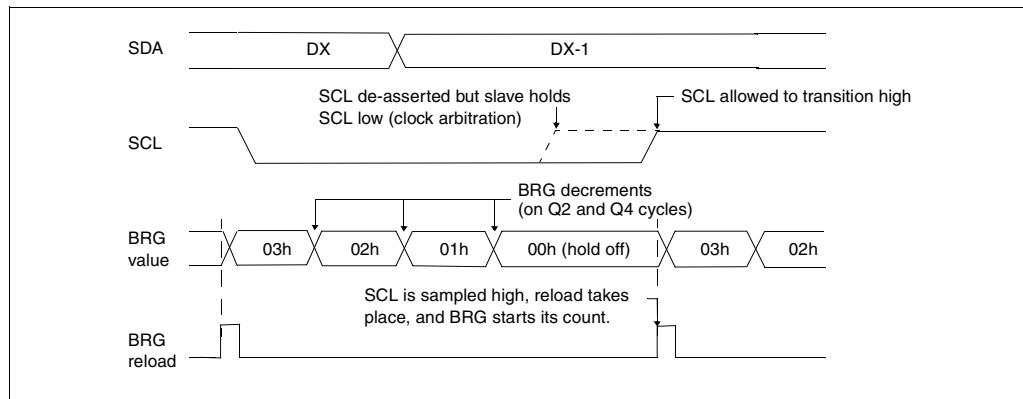 SDA
DX
DX-1
SCL de-asserted but slave holds
SCL low (clock arbitration)
SCL allowed to transition high
SCL
BRG decrements
(on Q2 and Q4 cycles)
BRG
value
03h
02h
01h
00h (hold off)
03h
02h
SCL is sampled high, reload takes
place, and BRG starts its count.
BRG
reload